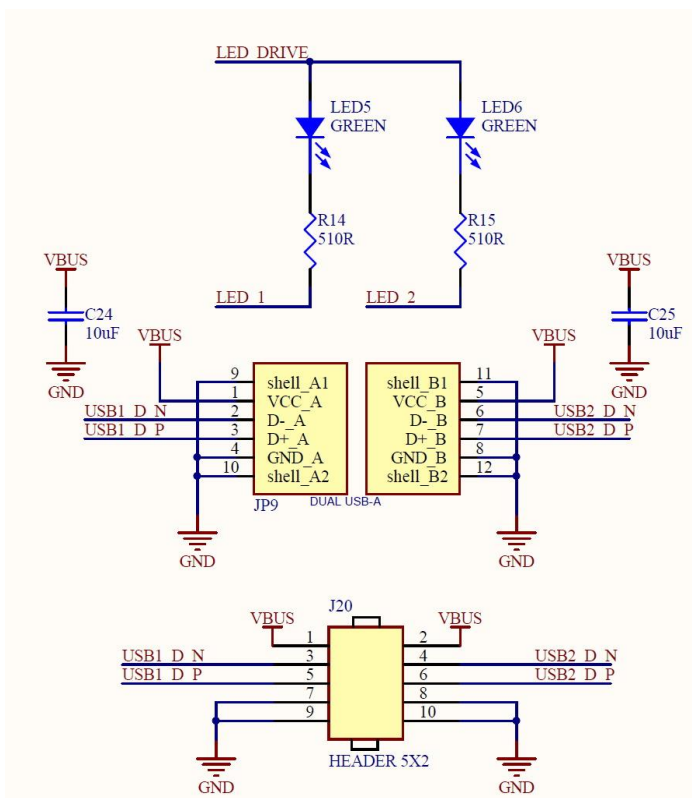 LED_DRIVE
LED5
GREEN
LED6
GREEN
R14
510R
R15
510R
LED_1
LED_2
VBUS
C24
10uF
GND
VBUS
C25
10uF
GND
VBUS
VBUS
9 shell_A1
1 VCC_A
2 D-_A
3 D+_A
4 GND_A
10 shell_A2
USB1_D_N
USB1_D_P
shell_B1 11
VCC_B 5
D-_B 6
D+_B 7
GND_B 8
shell_B2 12
USB2_D_N
USB2_D_P
JP9
DUAL USB-A
GND
GND
J20
VBUS
VBUS
1 2
USB1_D_N 3 4 USB2_D_N
USB1_D_P 5 6 USB2_D_P
7 8
9 10
HEADER 5X2
GND
GND